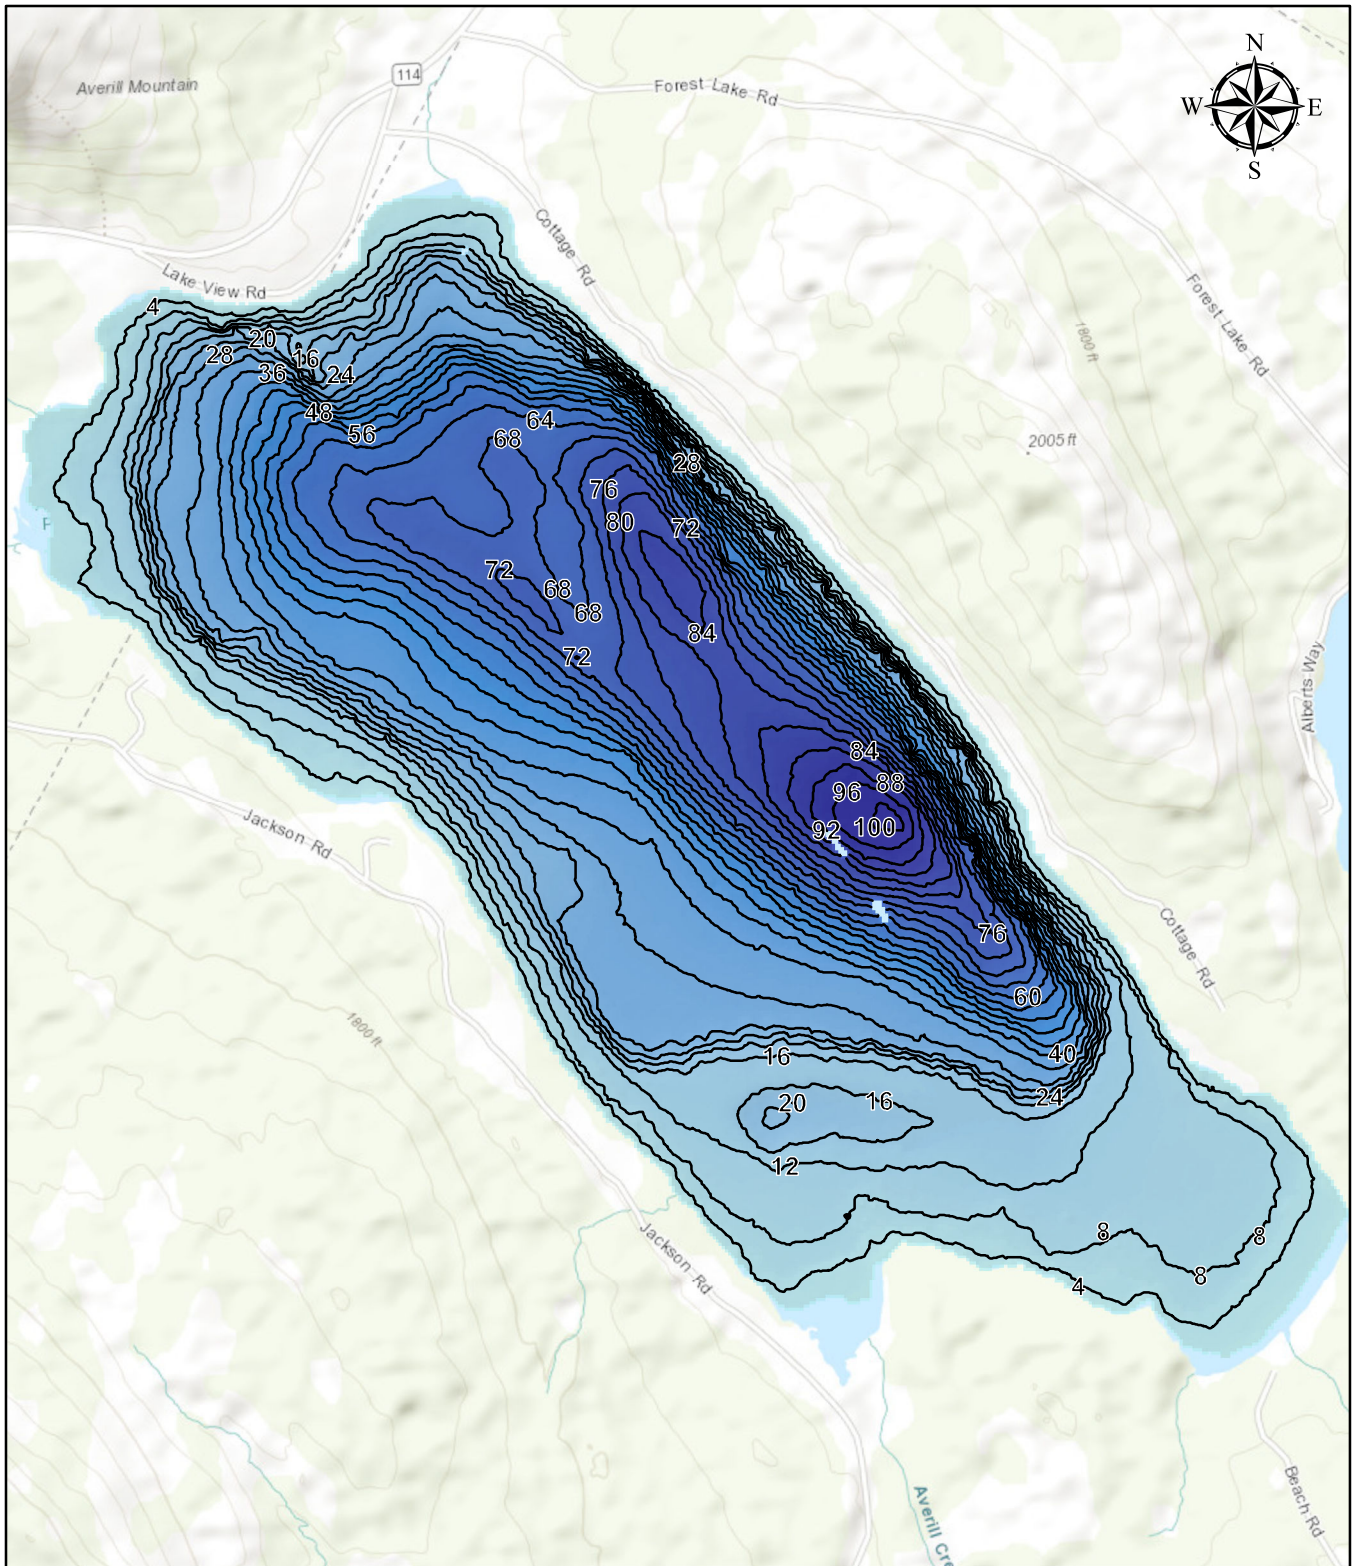 N
114
Averill Mountain
Forest Lake Rd
W
E
S
Cottage Rd
Lake View Rd
Forest Lake Rd
4
20
28
16
36
24
1800 ft
48
64
56
68
2005 ft
28
76
80
72
72
68
68
84
72
Alberts Way
84
88
96
92
100
Jackson Rd
76
Cottage Rd
60
1800 ft
40
16
24
20
16
12
8
8
Jackson Rd
8
4
Beach Rd
Averill Cre